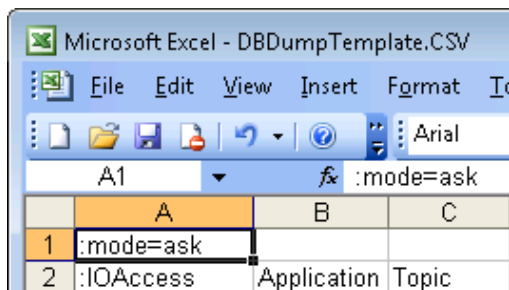 Microsoft Excel - DBDumpTemplate.CSV
File Edit View Insert Format
Arial
A1 fx :mode=ask
A B C
1 :mode=ask
2 :IOAccess Application Topic